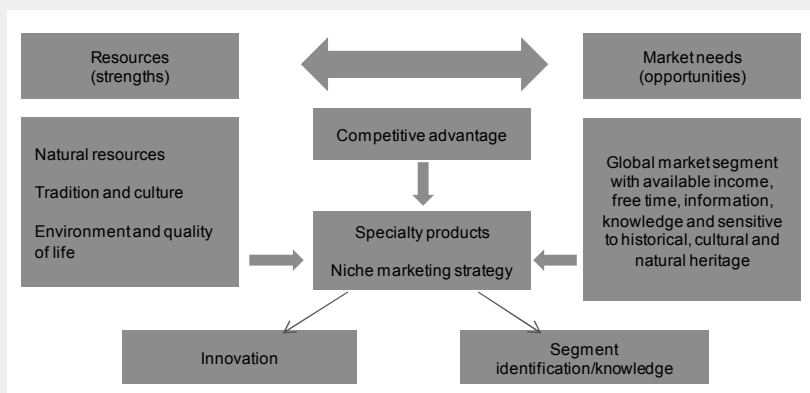 Resources
(strengths)
Market needs
(opportunities)
Competitive advantage
Natural resources
Tradition and culture
Environment and quality
of life
Specialty products
Niche marketing strategy
Global market segment
with available income,
free time, information,
knowledge and sensitive
to historical, cultural and
natural heritage
Innovation
Segment
identification/knowledge